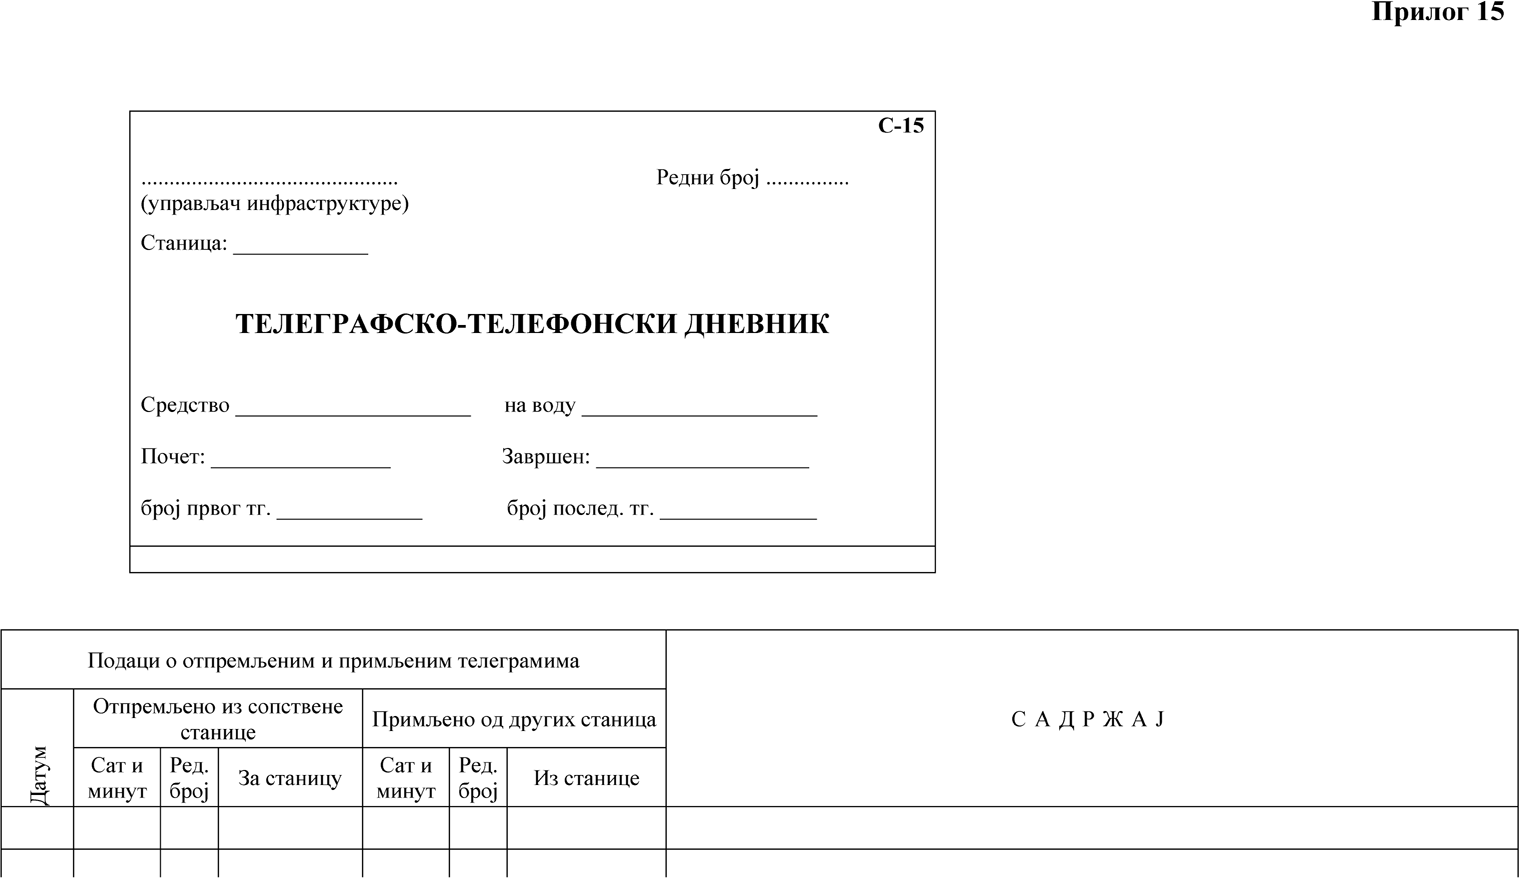 Прилог 15
С-15
.............................................. Редни број ...............
(управљач инфраструктуре)
Станица: ____________
ТЕЛЕГРАФСКО-ТЕЛЕФОНСКИ ДНЕВНИК
Средство _____________________ на воду _____________________
Почет: ________________ Завршен: ___________________
број првог тг. _____________ број послед. тг. ______________
Подаци о отпремљеним и примљеним телеграмима
С А Д Р Ж А Ј
Датум
Отпремљено из сопствене
станице
Примљено од других станица
Сат и
минут
Ред.
број
За станицу
Сат и
минут
Ред.
број
Из станице